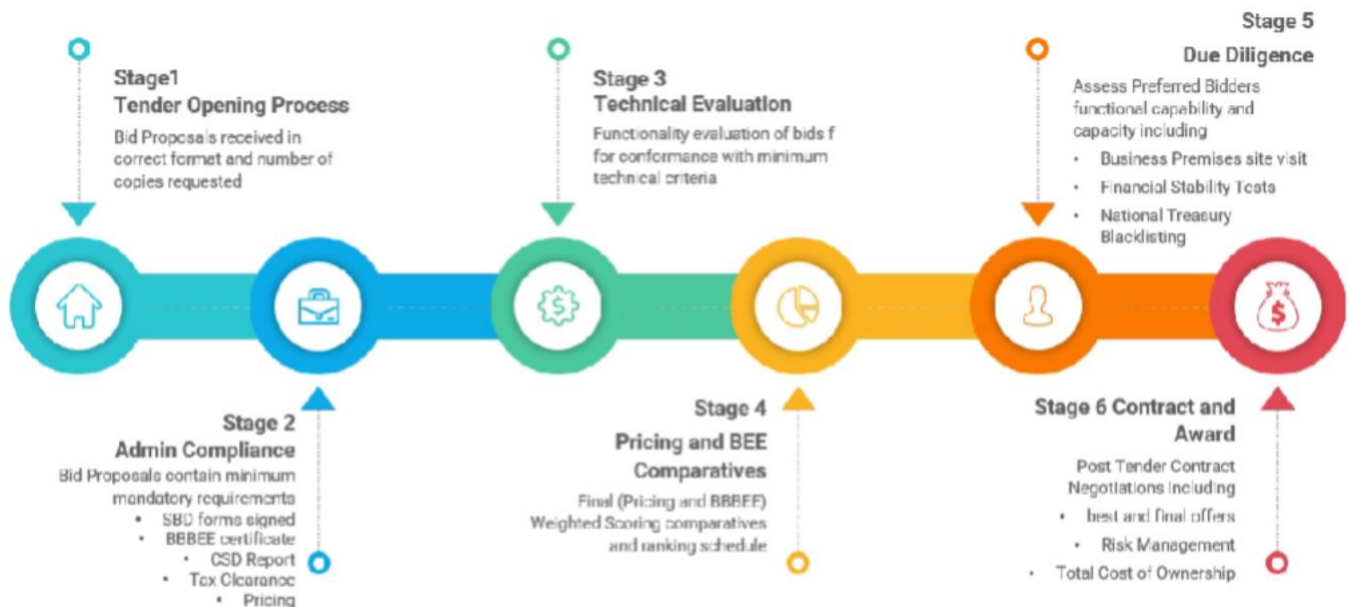 Stage1
Tender Opening Process
Bid Proposals received in
correct format and number of
copies requested
Stage 2
Admin Compliance
Bid Proposals contain minimum
mandatory requirements
• SBD forms signed
• BBBEE certificate
• CSD Report
• Tax Clearance
• Pricing
Stage 3
Technical Evaluation
Functionality evaluation of bids f
for conformance with minimum
technical criteria
Stage 4
Pricing and BEE
Comparatives
Final (Pricing and BBBEE)
Weighted Scoring comparatives
and ranking schedule
Stage 5
Due Diligence
Assess Preferred Bidders
functional capability and
capacity including
• Business Premises site visit
• Financial Stability Tests
• National Treasury
Blacklisting
Stage 6 Contract and
Award
Post Tender Contract
Negotiations Including
• best and final offers
• Risk Management
• Total Cost of Ownership
$
$